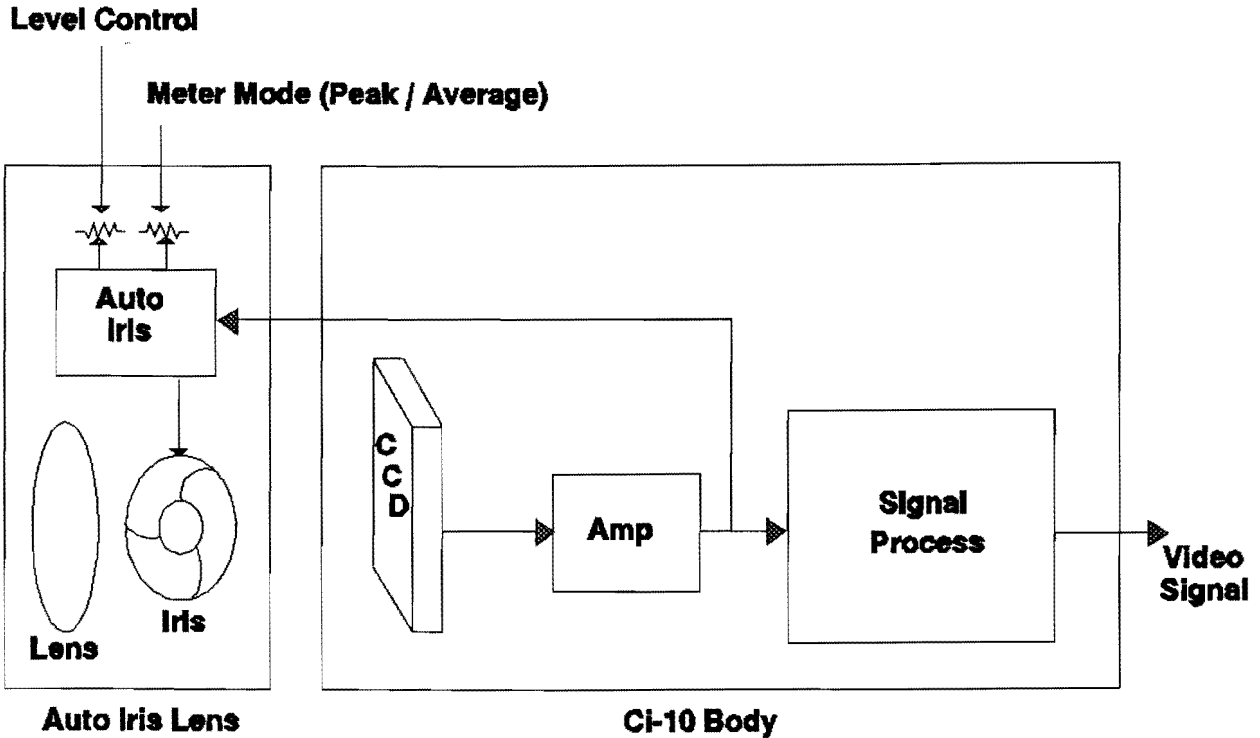 Level Control
Meter Mode (Peak / Average)
Auto
Iris
C
C
D
Amp
Signal
Process
Video
Signal
Iris
Lens
Auto Iris Lens
Ci-10 Body